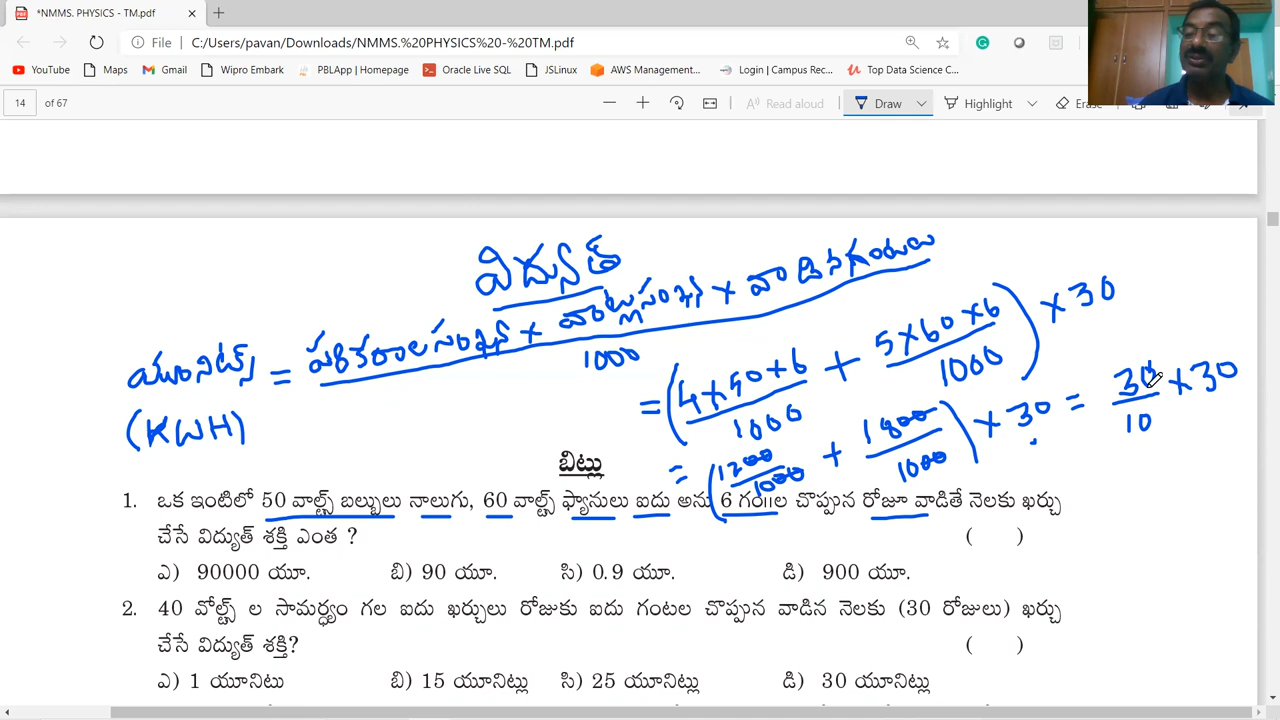 *NMMS. PHYSICS - TM.pdf
File C:/Users/pavan/Downloads/NMMS.%20PHYSICS%20-%20TM.pdf
YouTube Maps Gmail Wipro Embark PBLApp | Homepage Oracle Live SQL JSLinux AWS Management... Login | Campus Rec... Top Data Science C...
14 of 67 Read aloud Draw Highlight Erase
విద్యుత్
యూనిట్స్ = పరికరాల సంఖ్య × వాట్ల సంఖ్య × వాడిన గంటలు
1000
(KWH)
= (4×50×6 / 1000 + 5×60×6 / 1000) × 30
= (1200 / 1000 + 1800 / 1000) × 30 = 30 / 10 × 30
బిట్లు
1. ఒక ఇంటిలో 50 వాల్ట్స్ బల్బులు నాలుగు, 60 వాల్ట్స్ ఫ్యానులు ఐదు అను 6 గం॥ల చొప్పున రోజూ వాడితే నెలకు ఖర్చు
చేసే విద్యుత్ శక్తి ఎంత ? ( )
ఎ) 90000 యూ. బి) 90 యూ. సి) 0.9 యూ. డి) 900 యూ.
2. 40 వోల్ట్స్ ల సామర్థ్యం గల ఐదు ఖర్చులు రోజుకు ఐదు గంటల చొప్పున వాడిన నెలకు (30 రోజులు) ఖర్చు
చేసే విద్యుత్ శక్తి? ( )
ఎ) 1 యూనిటు బి) 15 యూనిట్లు సి) 25 యూనిట్లు డి) 30 యూనిట్లు